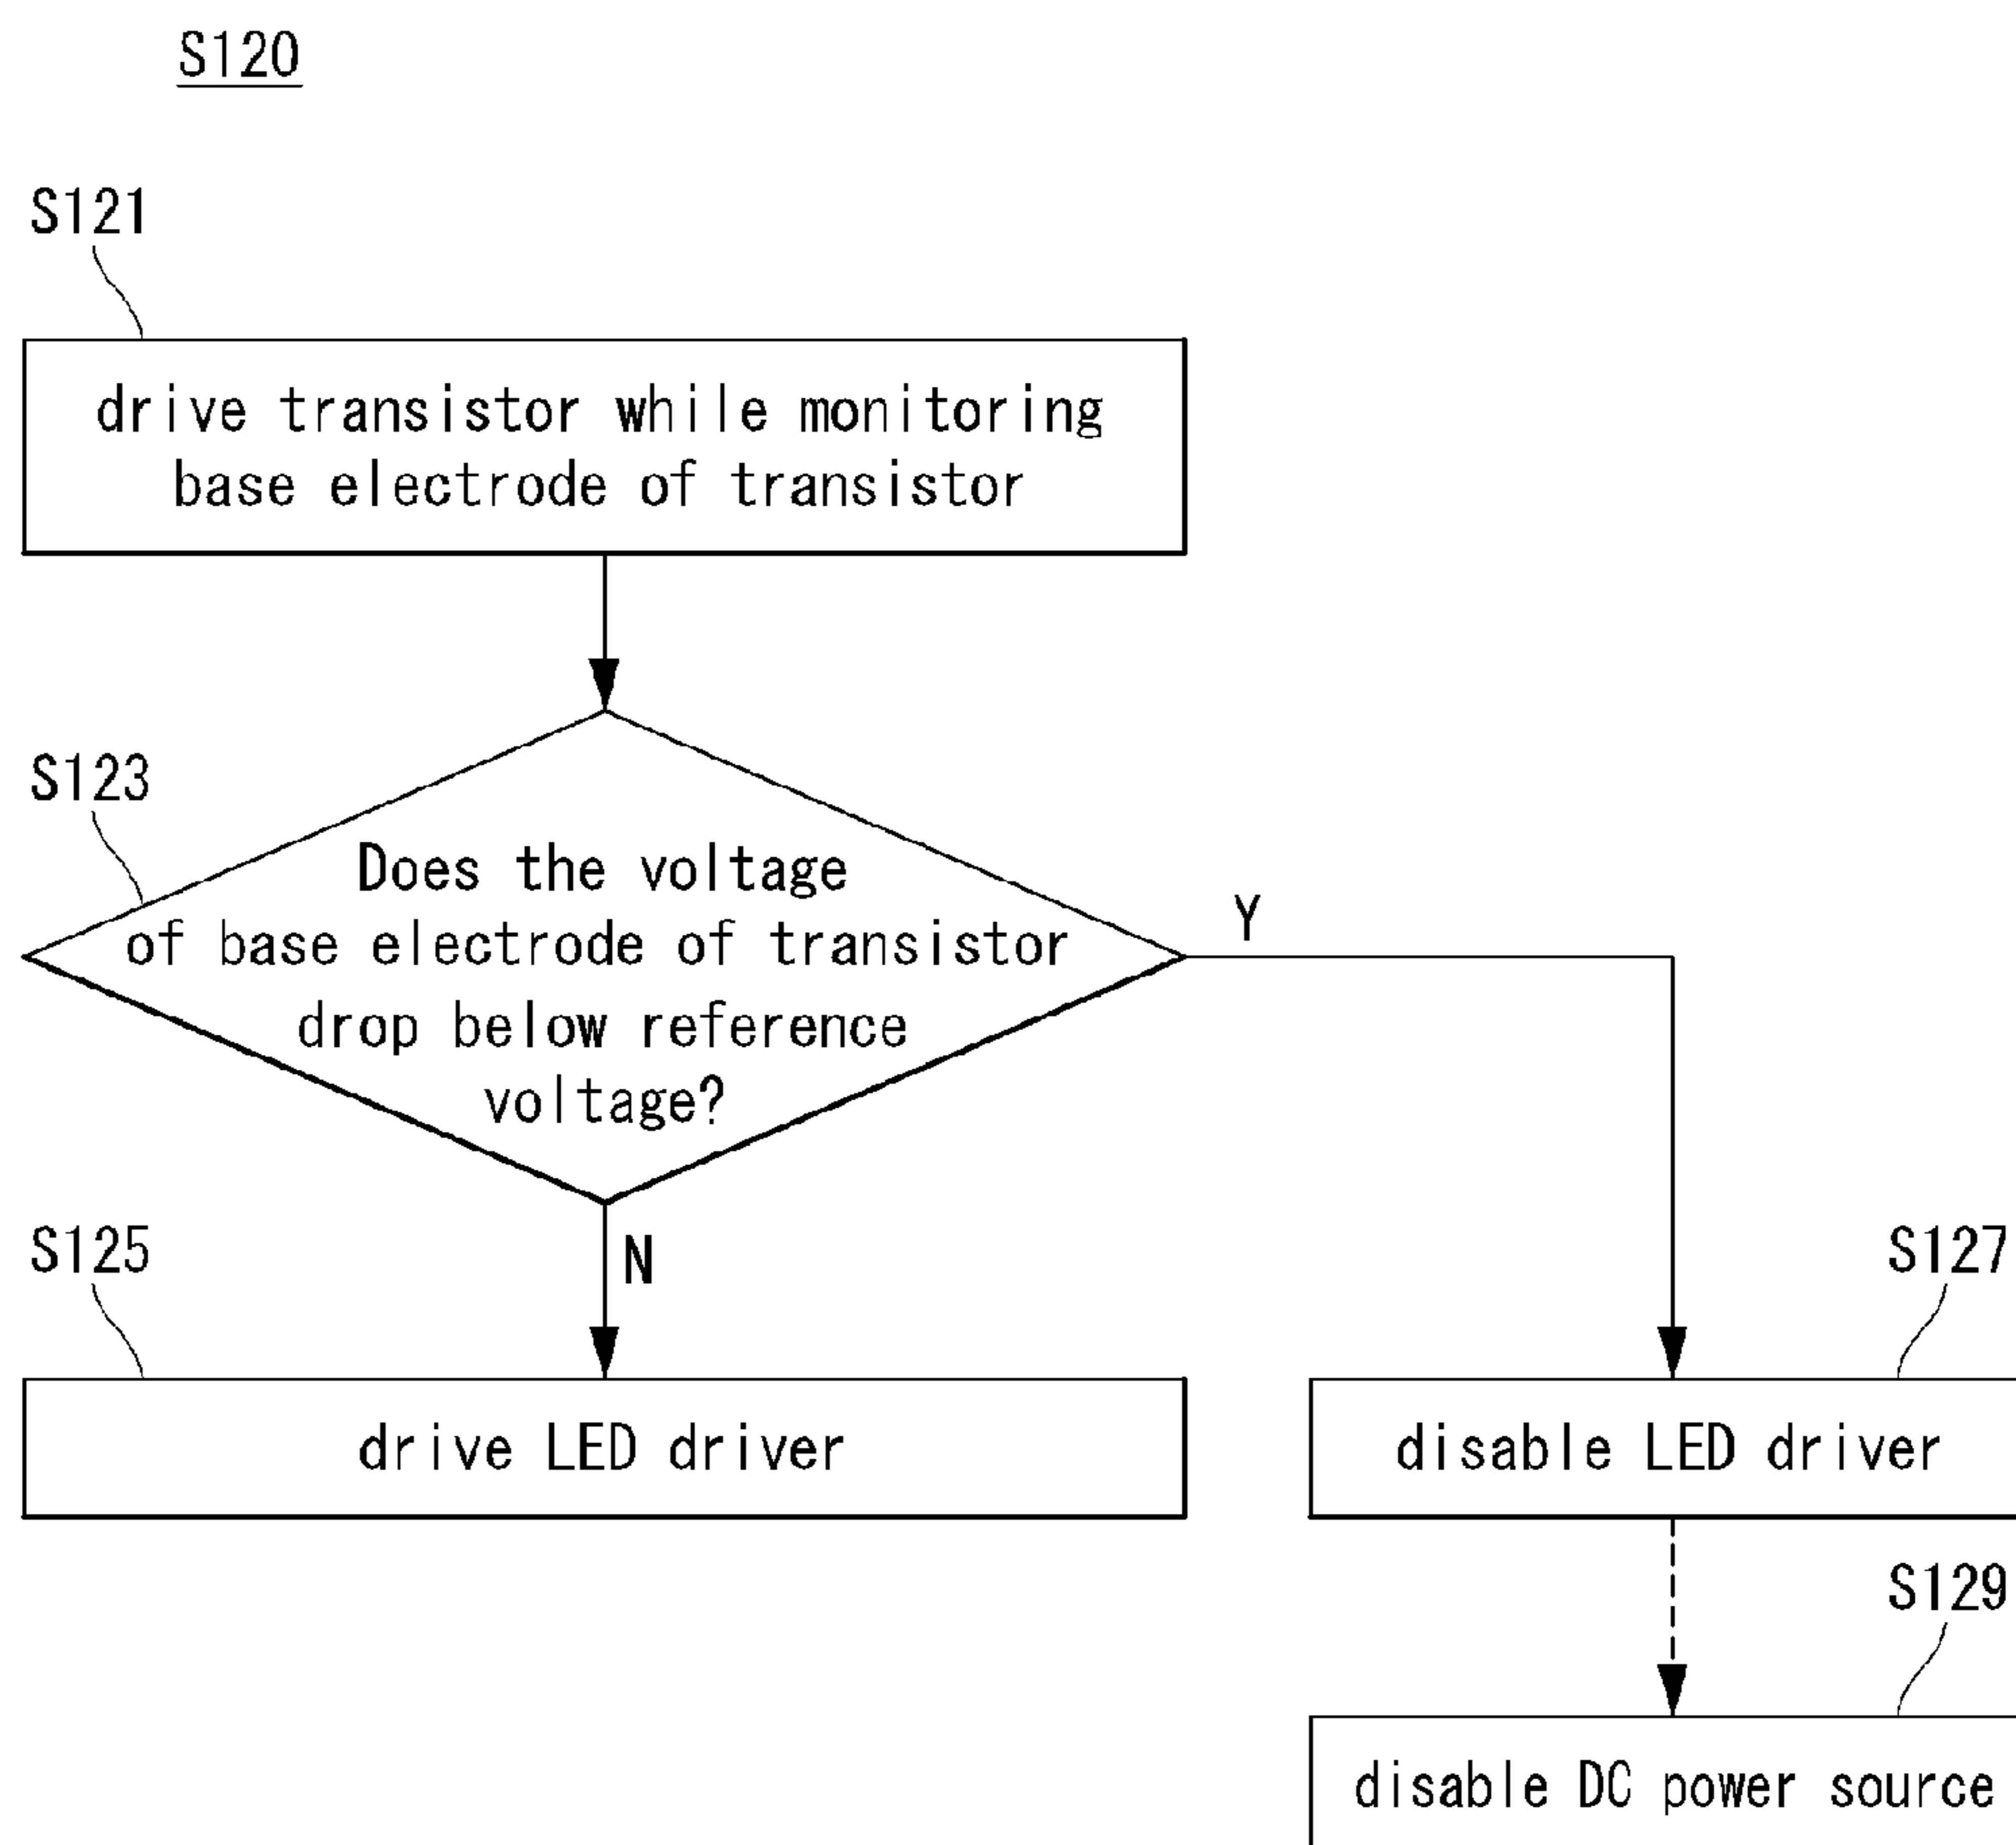 S120
S121
drive transistor while monitoring
base electrode of transistor
S123
Does the voltage
of base electrode of transistor
drop below reference
voltage?
Y
N
S125
drive LED driver
S127
disable LED driver
S129
disable DC power source